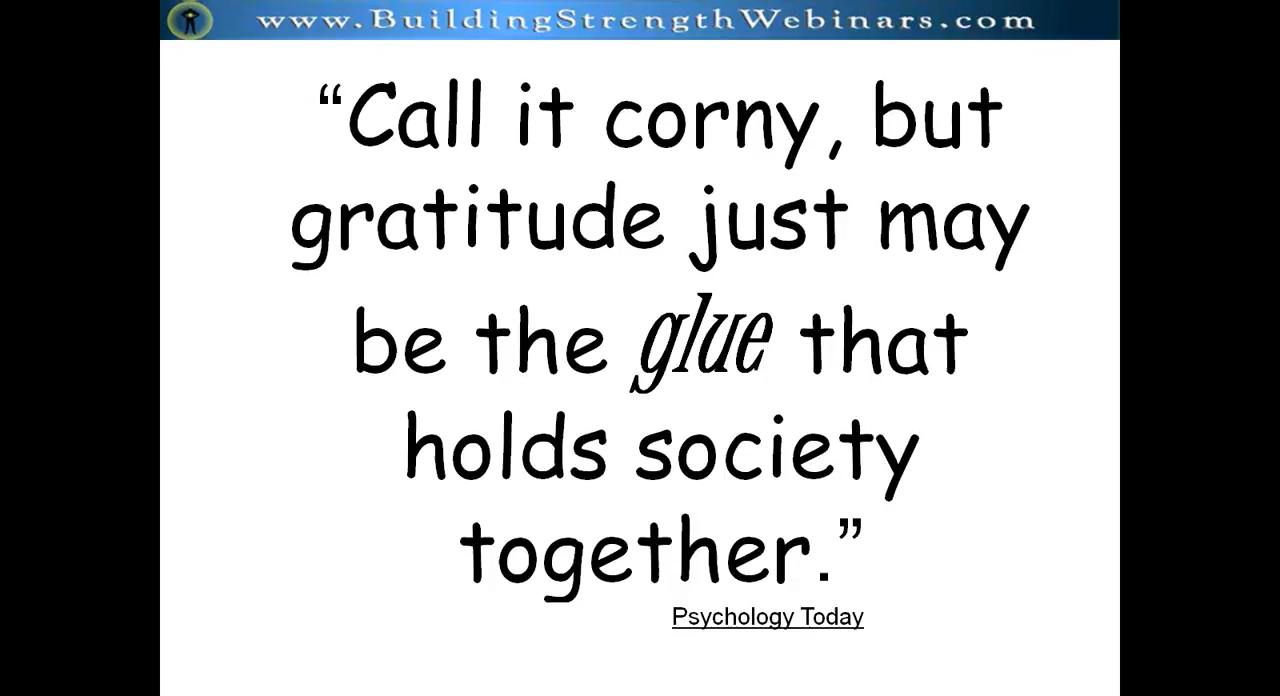 www.BuildingStrengthWebinars.com
“Call it corny, but
gratitude just may
be the glue that
holds society
together.”
Psychology Today